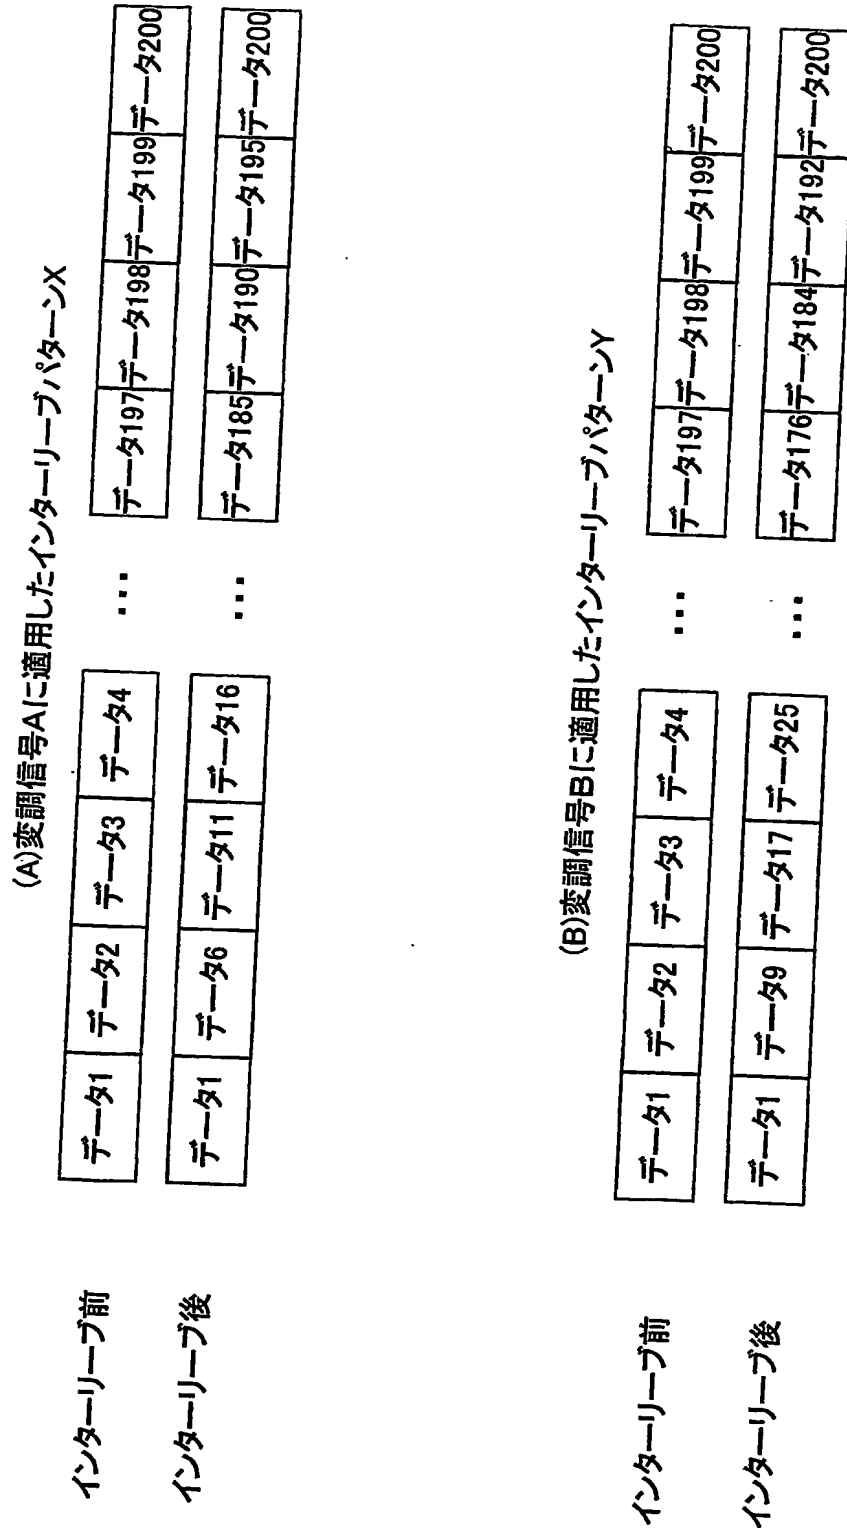 (A)変調信号Aに適用したインターリーブパターンX
インターリーブ前 データ1 データ2 データ3 データ4 ... データ197 データ198 データ199 データ200
インターリーブ後 データ1 データ6 データ11 データ16 ... データ185 データ190 データ195 データ200
(B)変調信号Bに適用したインターリーブパターンY
インターリーブ前 データ1 データ2 データ3 データ4 ... データ197 データ198 データ199 データ200
インターリーブ後 データ1 データ9 データ17 データ25 ... データ176 データ184 データ192 データ200